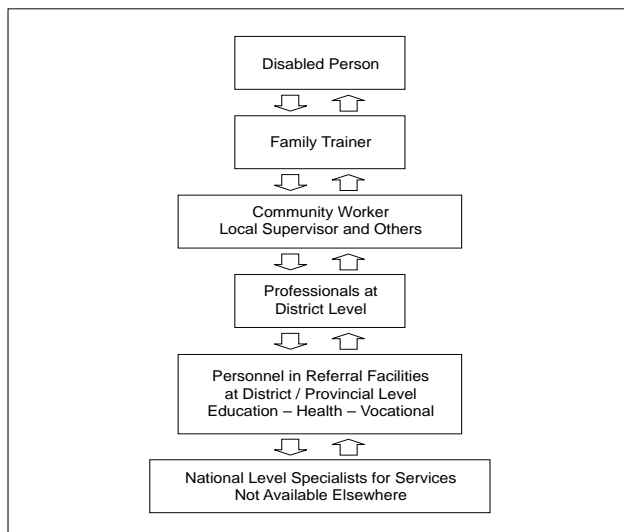 Disabled Person
Family Trainer
Community Worker
Local Supervisor and Others
Professionals at
District Level
Personnel in Referral Facilities
at District / Provincial Level
Education – Health – Vocational
National Level Specialists for Services
Not Available Elsewhere